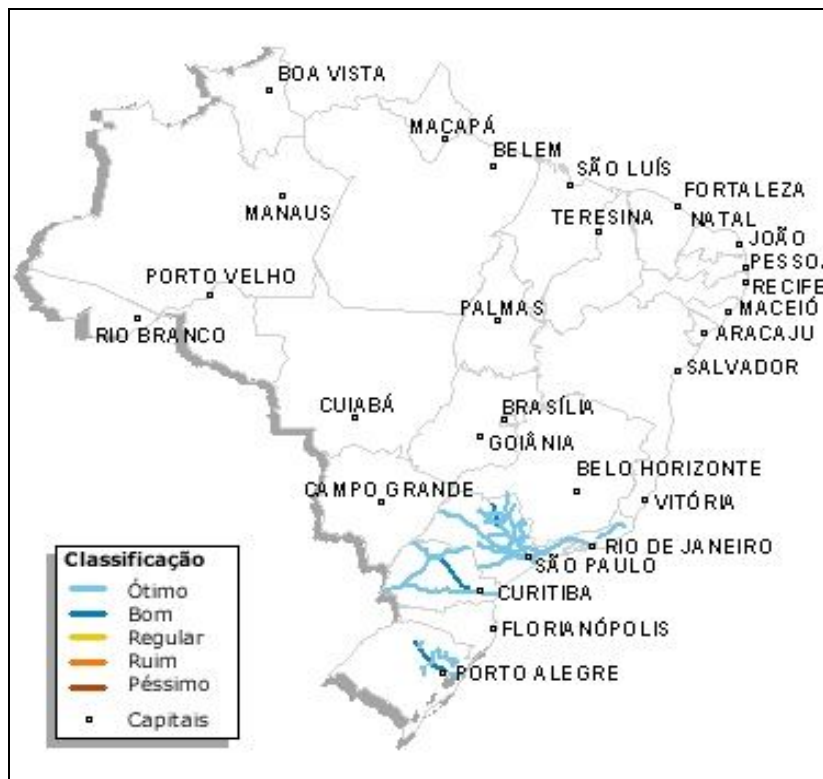 BOA VISTA
MACAPÁ
BELEM
SÃO LUÍS
FORTALEZA
MANAUS
TERESINA
NATAL
JOÃO
PESSOA
RECIFE
PORTO VELHO
PALMAS
MACEIÓ
RIO BRANCO
ARACAJU
SALVADOR
CUIABÁ
BRASÍLIA
GOIÂNIA
BELO HORIZONTE
CAMPO GRANDE
VITÓRIA
RIO DE JANEIRO
SÃO PAULO
CURITIBA
FLORIANÓPOLIS
PORTO ALEGRE
Classificação
Ótimo
Bom
Regular
Ruim
Péssimo
Capitais